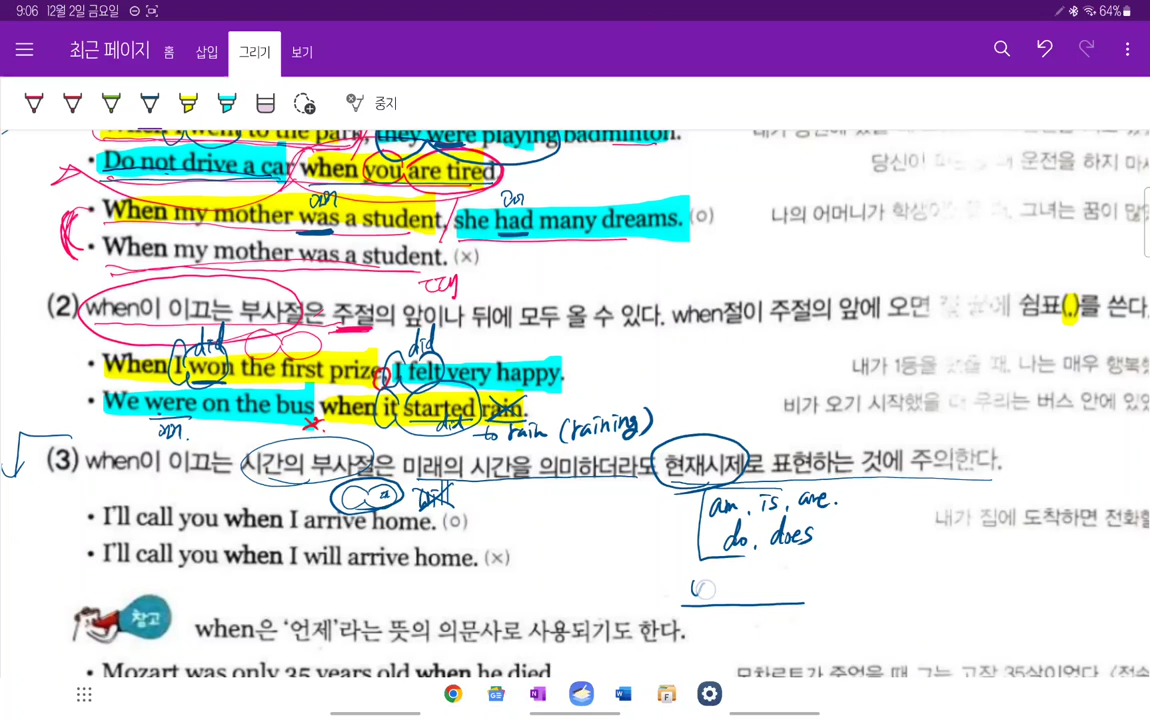 9:06 12월 2일 금요일 64%
최근 페이지 홈 삽입 그리기 보기
중지
When I went to the park, they were playing badminton.
• Do not drive a car when you are tired. 당신이 운전을 하지 마시
• When my mother was a student, she had many dreams. (o) 나의 어머니가 그녀는 꿈이 많
• When my mother was a student. (×)
(2) when이 이끄는 부사절은 주절의 앞이나 뒤에 모두 올 수 있다. when절이 주절의 앞에 오면 쉼표(,)를 쓴다
did did
• When I won the first prize, I felt very happy. 내가 1등을 때, 나는 매우 행복했
• We were on the bus when it started rain. 비가 오기 시작했을 우리는 버스 안에 있었
did to rain (raining)
(3) when이 이끄는 시간의 부사절은 미래의 시간을 의미하더라도 현재시제로 표현하는 것에 주의한다.
will am, is, are.
• I'll call you when I arrive home. (o) 내가 집에 도착하면 전화할
do, does
• I'll call you when I will arrive home. (×)
참고
when은 '언제'라는 뜻의 의문사로 사용되기도 한다.
• Mozart was only 35 years old when he died 모차르트가 죽었을 때 그는 고작 35살이었다. (접속